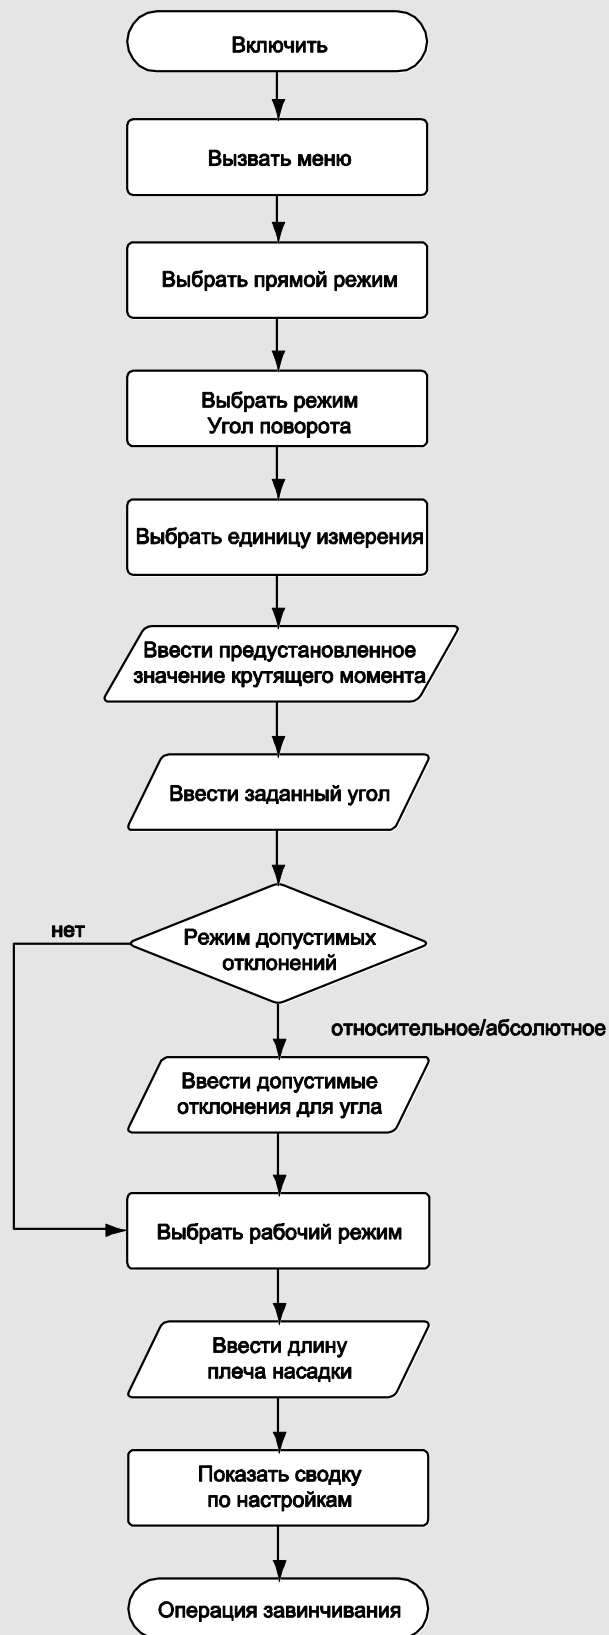 Включить
Вызвать меню
Выбрать прямой режим
Выбрать режим
Угол поворота
Выбрать единицу измерения
Ввести предустановленное
значение крутящего момента
Ввести заданный угол
нет
Режим допустимых
отклонений
относительное/абсолютное
Ввести допустимые
отклонения для угла
Выбрать рабочий режим
Ввести длину
плеча насадки
Показать сводку
по настройкам
Операция завинчивания